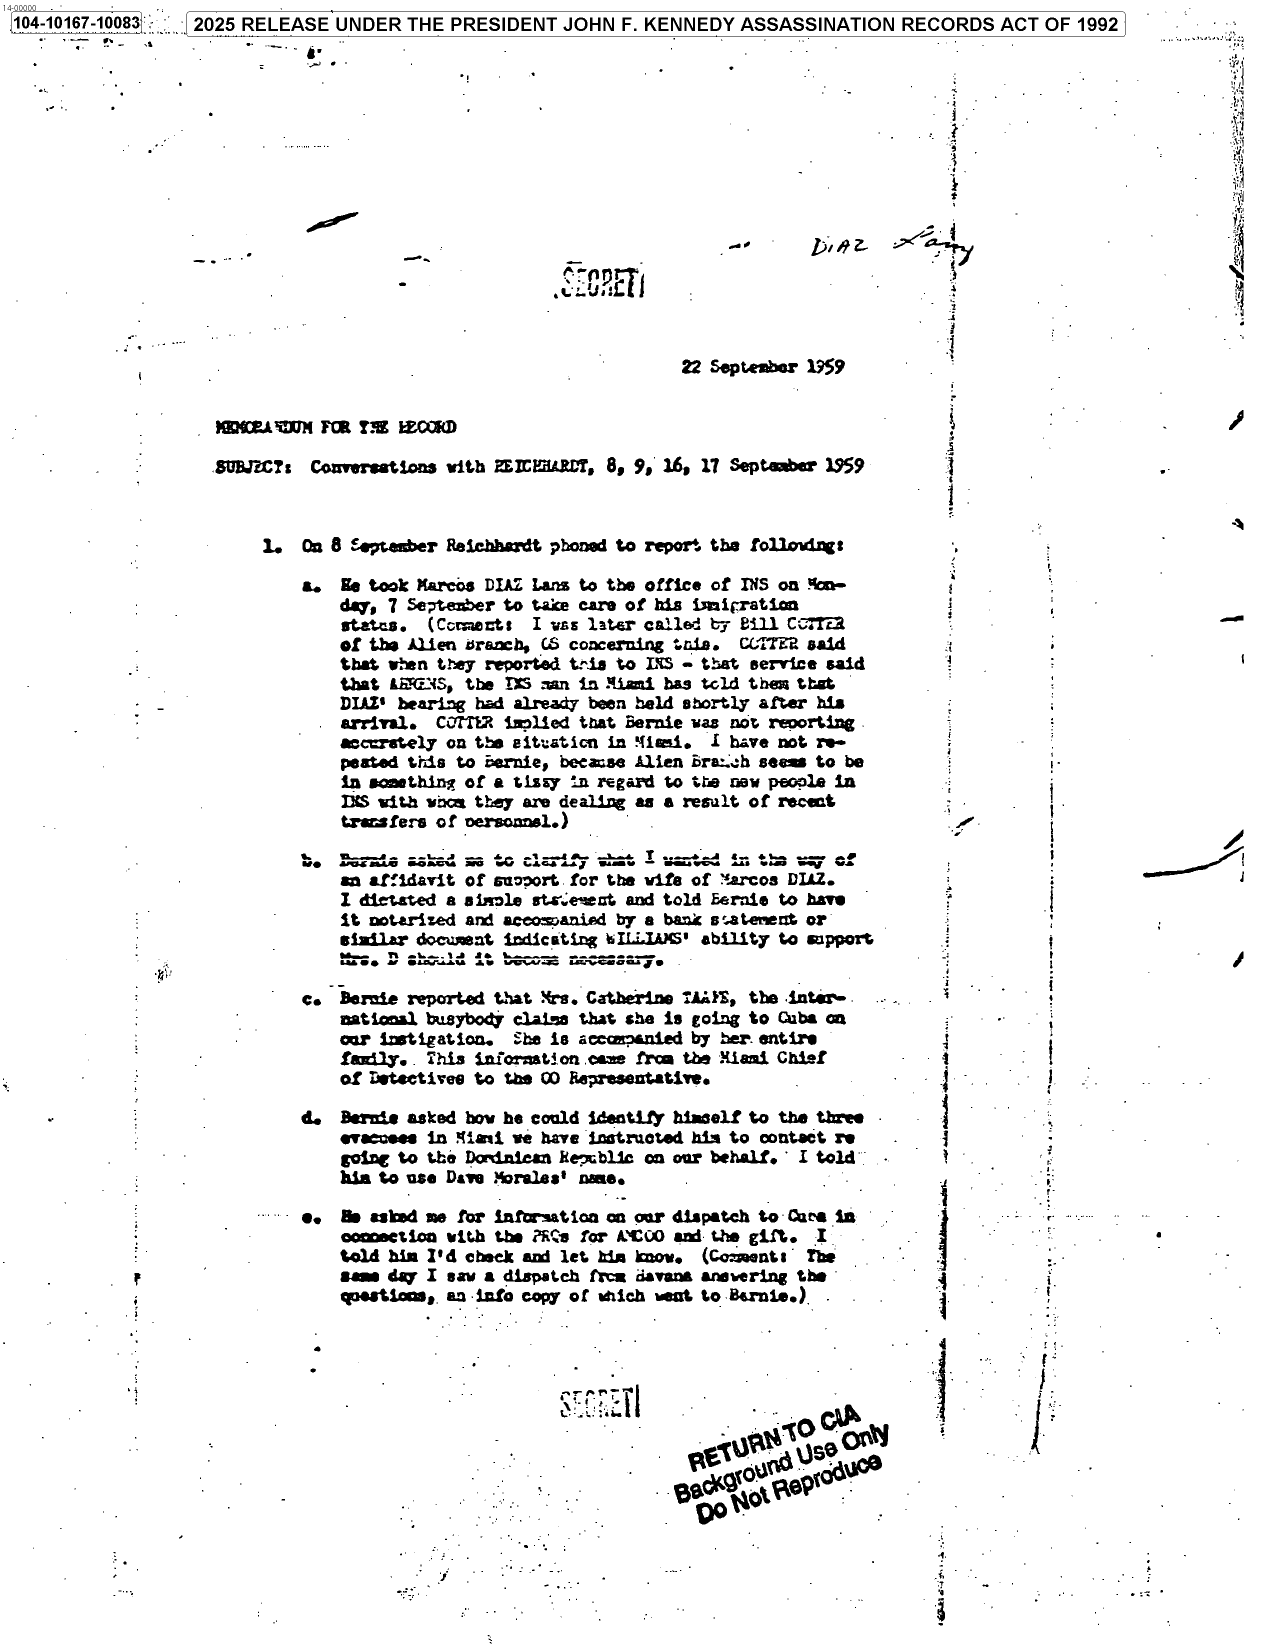 14-00000
104-10167-10083
2025 RELEASE UNDER THE PRESIDENT JOHN F. KENNEDY ASSASSINATION RECORDS ACT OF 1992
DIAZ Lanz
SECRET
22 September 1959
MEMORANDUM FOR THE RECORD
SUBJECT: Conversations with REICHHARDT, 8, 9, 16, 17 September 1959
1. On 8 September Reichhardt phoned to report the following:
a. He took Marcos DIAZ Lans to the office of INS on Mon-
day, 7 September to take care of his imigration
status. (Comment: I was later called by Bill COTTER
of the Alien Branch, OS concerning this. COTTER said
that when they reported this to INS - that service said
that AHRENS, the INS man in Miami has told them that
DIAZ' hearing had already been held shortly after his
arrival. COTTER implied that Bernie was not reporting
accurately on the situation in Miami. I have not re-
peated this to Bernie, because Alien Branch seems to be
in something of a tissy in regard to the new people in
INS with whom they are dealing as a result of recent
transfers of personnel.)
b. Bernie asked me to clarify what I wanted in the way of
an affidavit of support for the wife of Marcos DIAZ.
I dictated a simple statement and told Bernie to have
it notarized and accompanied by a bank statement or
similar document indicating WILLIAMS' ability to support
Mrs. D should it become necessary.
c. Bernie reported that Mrs. Catherine TAAFE, the inter-
national busybody claims that she is going to Cuba on
our instigation. She is accompanied by her entire
family. This information came from the Miami Chief
of Detectives to the OO Representative.
d. Bernie asked how he could identify himself to the three
evacuees in Miami we have instructed him to contact re
going to the Dominican Republic on our behalf. I told
him to use Dave Morales' name.
e. He asked me for information on our dispatch to in
connection with the PRQs for AMCOO and the gift. I
told him I'd check and let him know. (Comment: The
same day I saw a dispatch from Havana answering the
questions, an info copy of which went to Bernie.)
SECRET
RETURN TO CIA
Background Use Only
Do Not Reproduce